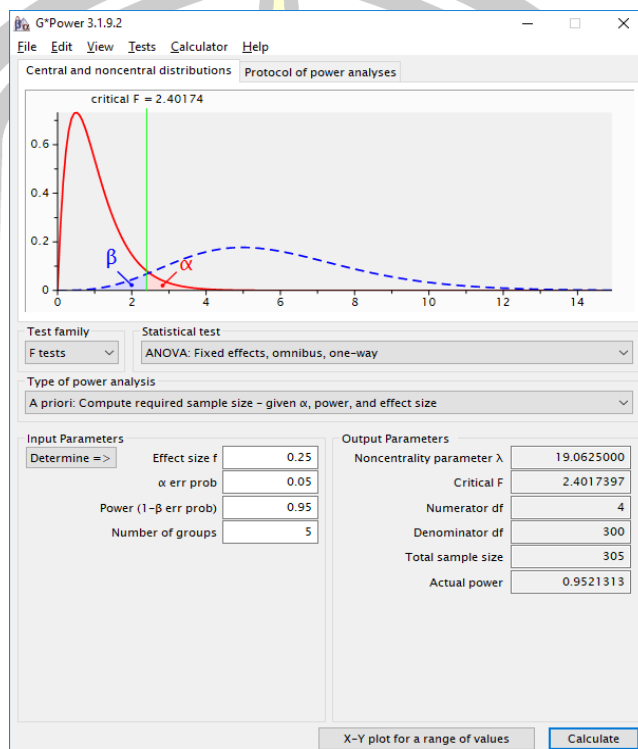 G*Power 3.1.9.2
File Edit View Tests Calculator Help
Central and noncentral distributions Protocol of power analyses
critical F = 2.40174
0.6
0.4
0.2
0
β α
0 2 4 6 8 10 12 14
Test family Statistical test
F tests ANOVA: Fixed effects, omnibus, one-way
Type of power analysis
A priori: Compute required sample size – given α, power, and effect size
Input Parameters Output Parameters
Determine => Effect size f 0.25 Noncentrality parameter λ 19.0625000
α err prob 0.05 Critical F 2.4017397
Power (1-β err prob) 0.95 Numerator df 4
Number of groups 5 Denominator df 300
Total sample size 305
Actual power 0.9521313
X-Y plot for a range of values Calculate